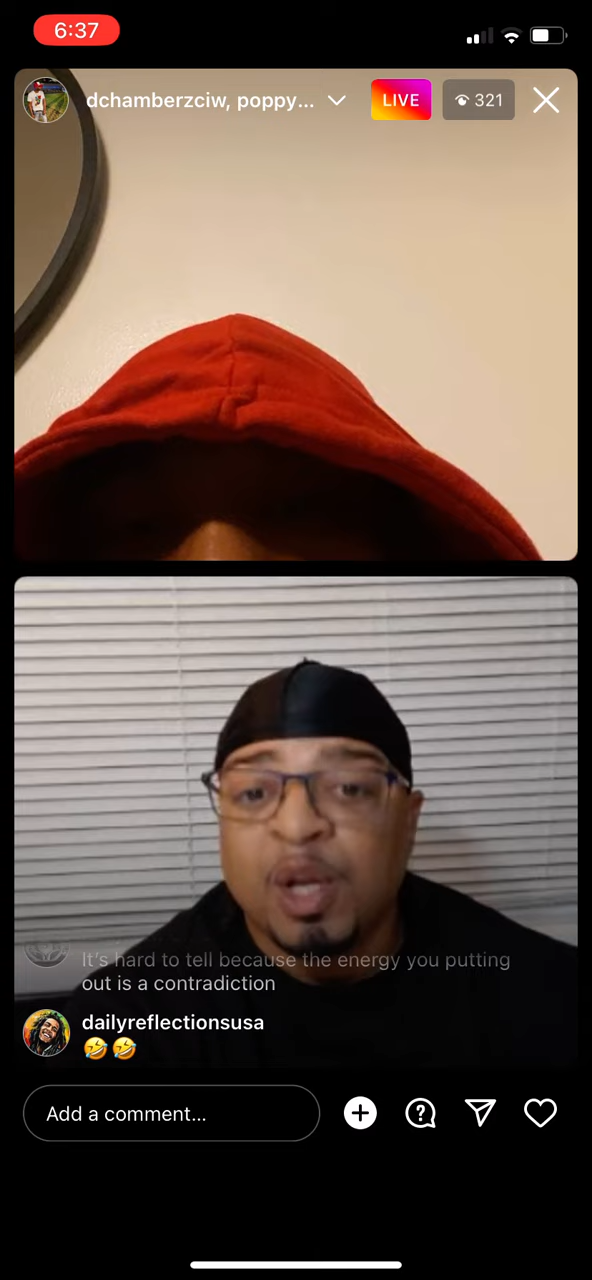 6:37
dchamberzciw, poppy...
LIVE
321
It's hard to tell because the energy you putting
out is a contradiction
dailyreflectionsusa
🤣 🤣
Add a comment...